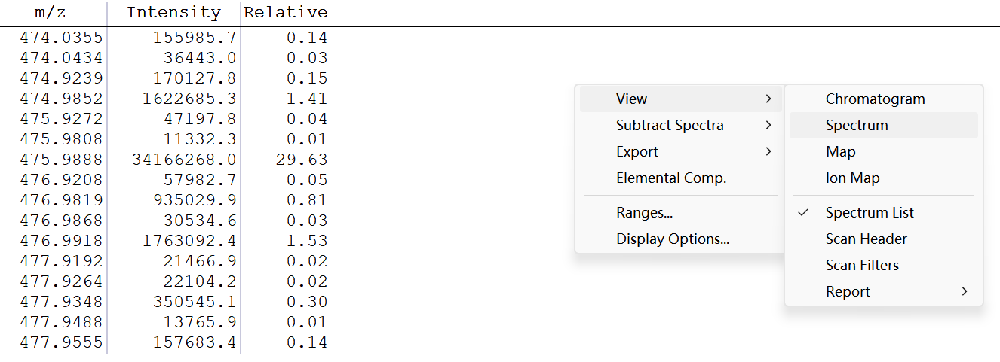 m/z Intensity Relative
474.0355 155985.7 0.14
474.0434 36443.0 0.03
474.9239 170127.8 0.15
474.9852 1622685.3 1.41
475.9272 47197.8 0.04
475.9808 11332.3 0.01
475.9888 34166268.0 29.63
476.9208 57982.7 0.05
476.9819 935029.9 0.81
476.9868 30534.6 0.03
476.9918 1763092.4 1.53
477.9192 21466.9 0.02
477.9264 22104.2 0.02
477.9348 350545.1 0.30
477.9488 13765.9 0.01
477.9555 157683.4 0.14
View
Subtract Spectra
Export
Elemental Comp.
Ranges...
Display Options...
Chromatogram
Spectrum
Map
Ion Map
Spectrum List
Scan Header
Scan Filters
Report